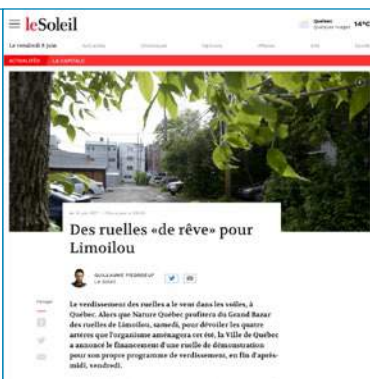 leSoleil
Québec
14°C
Le vendredi 9 juin
ACTUALITÉS
LA CAPITALE
Des ruelles «de rêve» pour
Limoilou
LE SOLEIL
Le verdissement des ruelles a le vent dans les voiles, à
Québec. Alors que Nature Québec profitera du Grand Bazar
des ruelles de Limoilou, samedi, pour dévoiler les quatre
artères que l'organisme aménagera cet été, la Ville de Québec
a annoncé le financement d'une ruelle de démonstration
pour son propre programme de verdissement, en fin d'après-
midi, vendredi.